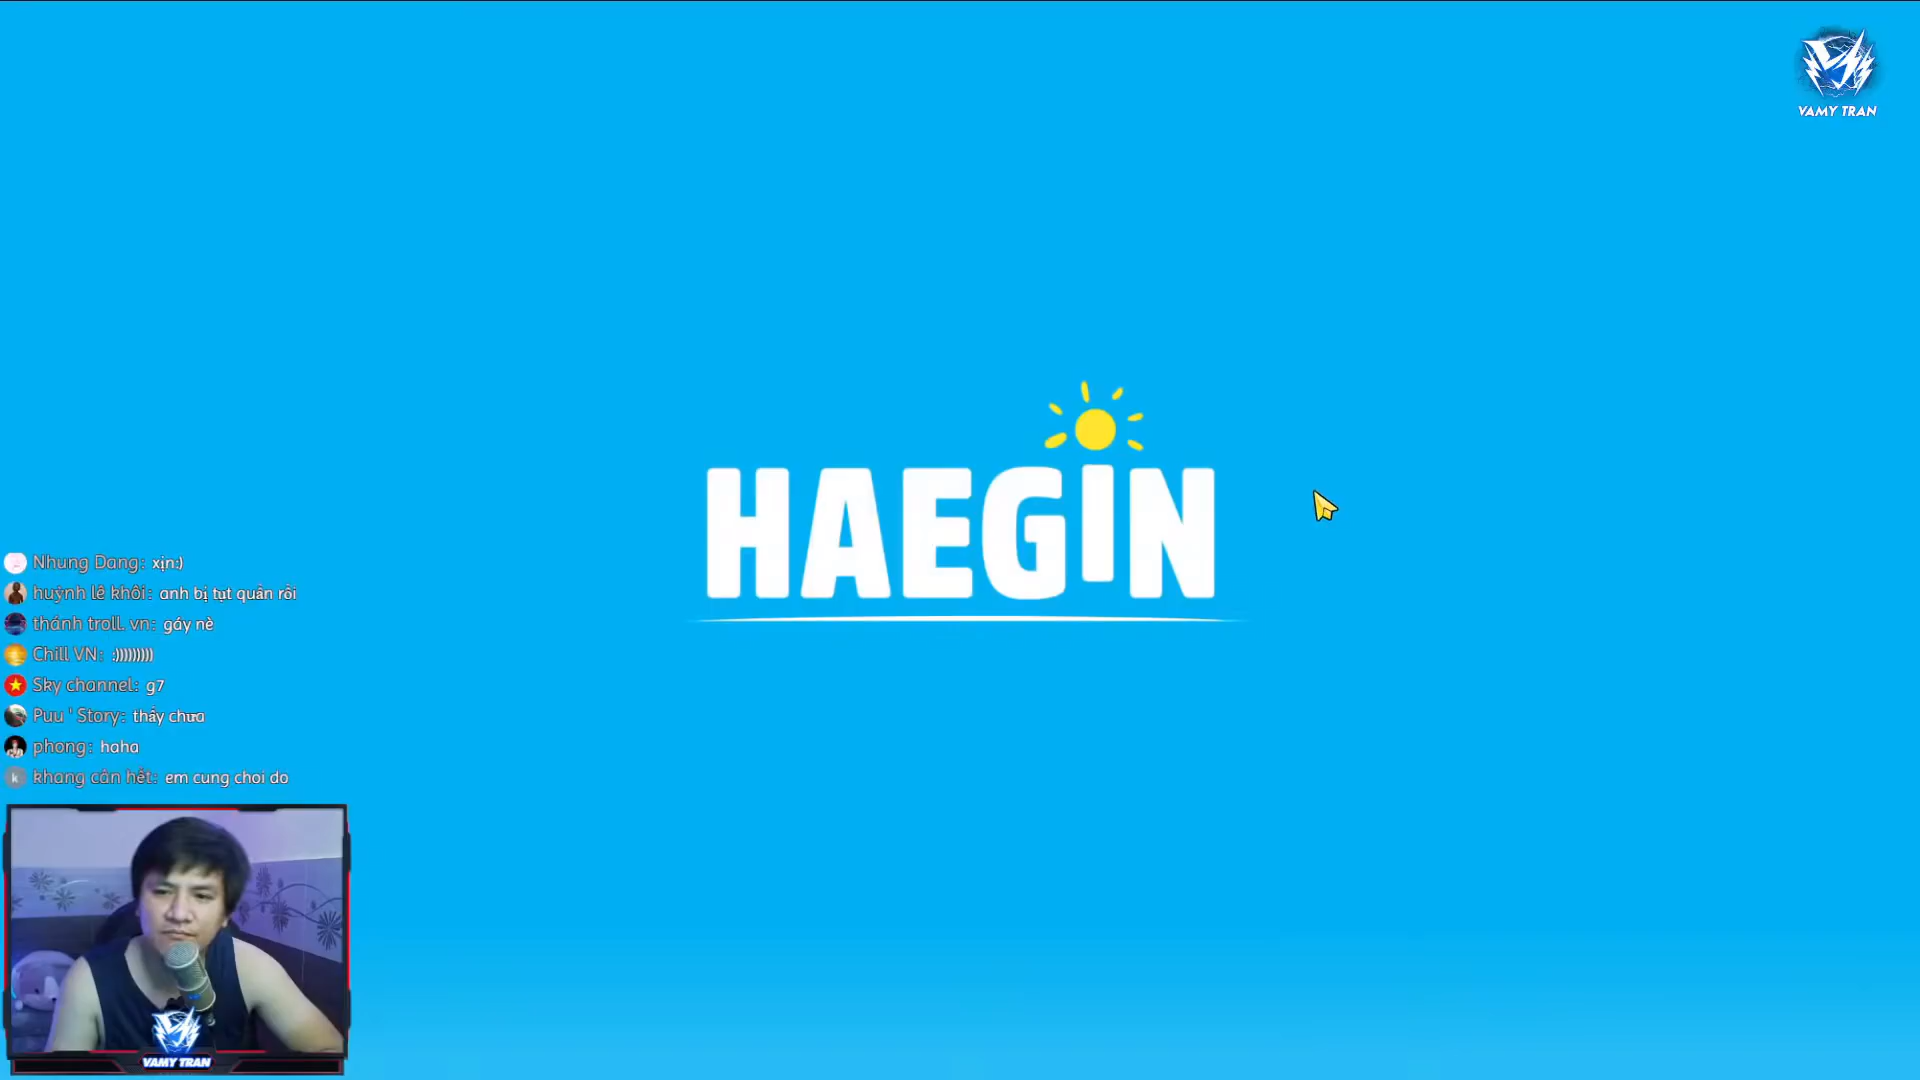 VAMY TRAN
HAEGIN
Nhung Dang: xịn:)
huỳnh lê khôi: anh bị tụt quần rồi
thánh troll. vn: gáy nè
Chill VN: :)))))))))
Sky channel: g7
Puu ' Story: thấy chưa
phong: haha
k khang cân hết: em cung choi do
VAMY TRAN